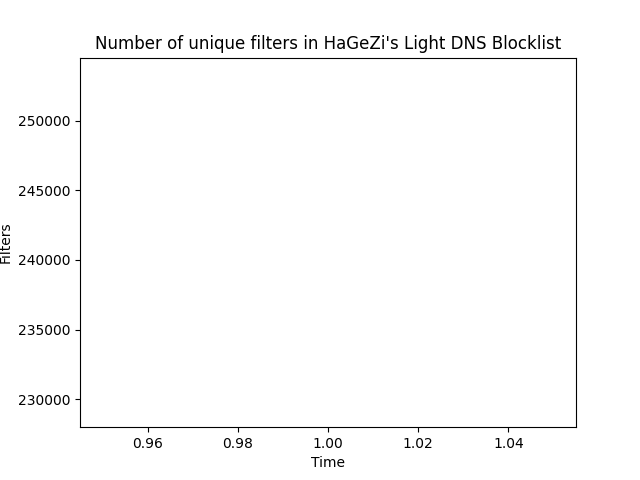 Number of unique filters in HaGeZi's Light DNS Blocklist
250000
245000
240000
235000
230000
Filters
0.96 0.98 1.00 1.02 1.04
Time